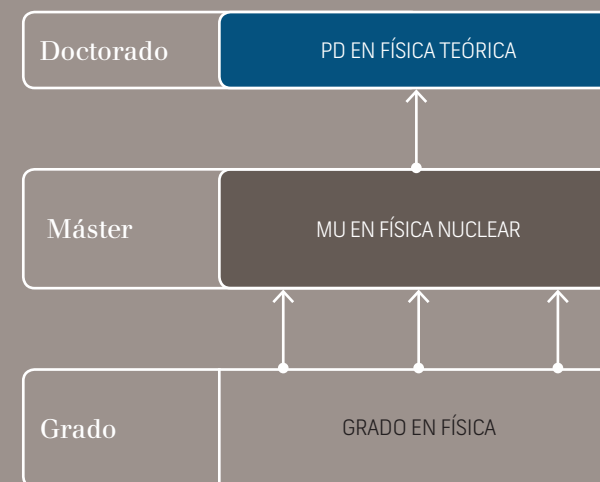 Doctorado
PD EN FÍSICA TEÓRICA
Máster
MU EN FÍSICA NUCLEAR
Grado
GRADO EN FÍSICA